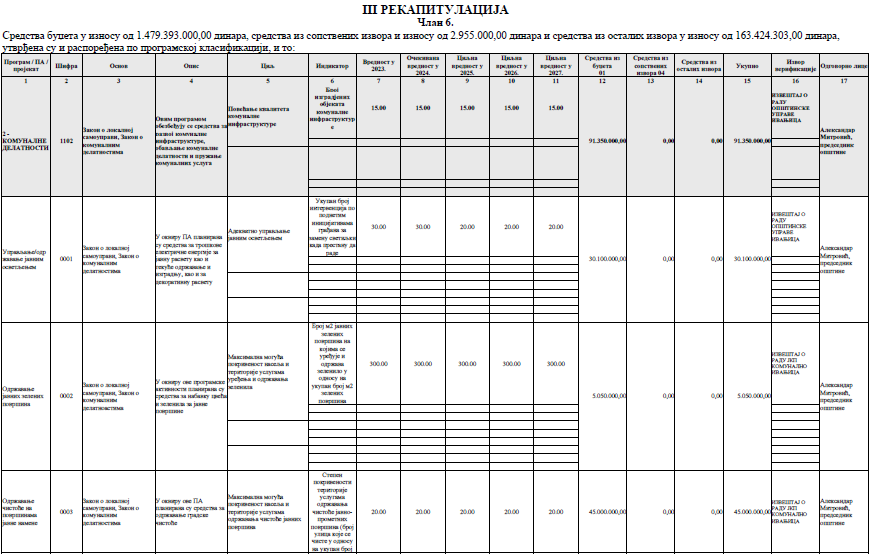 III РЕКАПИТУЛАЦИЈА
Члан 6.
Средства буџета у износу од 1.479.393.000,00 динара, средства из сопствених извора и износу од 2.955.000,00 динара и средства из осталих извора у износу од 163.424.303,00 динара,
утврђена су и распоређена по програмској класификацији, и то:
Програм / ПА / пројекат
Шифра
Основ
Опис
Циљ
Индикатор
Вредност у 2023.
Очекивана вредност у 2024.
Циљна вредност у 2025.
Циљна вредност у 2026.
Циљна вредност у 2027.
Средства из буџета 01
Средства из сопствених извора 04
Средства из осталих извора
Укупно
Извор верификације
Одговорно лице
1 2 3 4 5 6 7 8 9 10 11 12 13 14 15 16 17
2 -
КОМУНАЛНЕ
ДЕЛАТНОСТИ
1102
Закон о локалној
самоуправи, Закон о
комуналним
делатностима
Овим програмом
обезбеђују се средства за
развој комуналне
инфраструктуре,
обављање комуналне
делатности и пружање
комуналних услуга
Повећање квалитета
комуналне
инфраструктуре
Број
изграђених
објеката
комуналне
инфраструктур
е
15.00 15.00 15.00 15.00 15.00
91.350.000,00 0,00 0,00 91.350.000,00
ИЗВЕШТАЈ О
РАДУ
ОПШТИНСКЕ
УПРАВЕ
ИВАЊИЦА
Александар
Митровић,
председние
општине
Управљање/одр
жавање јавним
осветљењем
0001
Закон о локалној
самоуправи, Закон о
комуналним
делатностима
У оквиру ПА планирана
су средства за трошкове
електричне енергије за
јавну расвету као и
текуће одржавање и
изградњу, као и за
декоративну расвету
Адекватно управљање
јавним осветљењем
Укупан број
интервенција по
поднетим
иницијативама
грађана за
замену светиљки
када престану да
раде
30.00 30.00 20.00 20.00 20.00
30.100.000,00 0,00 0,00 30.100.000,00
ИЗВЕШТАЈ О
РАДУ
ОПШТИНСКЕ
УПРАВЕ
ИВАЊИЦА
Александар
Митровић,
председник
општине
Одржавање
јавних зелених
површина
0002
Закон о локалној
самоуправи, Закон о
комуналним
делатностима
У оквиру ове програмске
активности планирана су
средства за набавку цвећа
и зеленила за јавне
површине
Максимална могућа
покривеност насеља и
територије услугама
уређења и одржавања
зеленила
Број м2 јавних
зелених
површина на
којима се
уређује и
одржава
зеленило у
односу на
укупан број м2
зелених
површина
300.00 300.00 300.00 300.00 300.00
5.050.000,00 0,00 0,00 5.050.000,00
ИЗВЕШТАЈ О
РАДУ ЈКП
КОМУНАЛНО
ИВАЊИЦА
Александар
Митровић,
председник
општине
Одржавање
чистоће на
површинама
јавне намене
0003
Закон о локалној
самоуправи, Закон о
комуналним
делатностима
У оквиру ове ПА
планирана су средства за
одржавање градске
чистоће
Максимална могућа
покривеност насеља и
територије услугама
одржавања чистоће јавних
површина
Степен
покривености
територије
услугама
одржавања
чистоће јавно-
прометних
површина (број
улица које се
чисте у односу
на укупан број
20.00 20.00 20.00 20.00 20.00
45.000.000,00 0,00 0,00 45.000.000,00
ИЗВЕШТАЈ О
РАДУ ЈКП
КОМУНАЛНО
ИВАЊИЦА
Александар
Митровић,
председник
општине